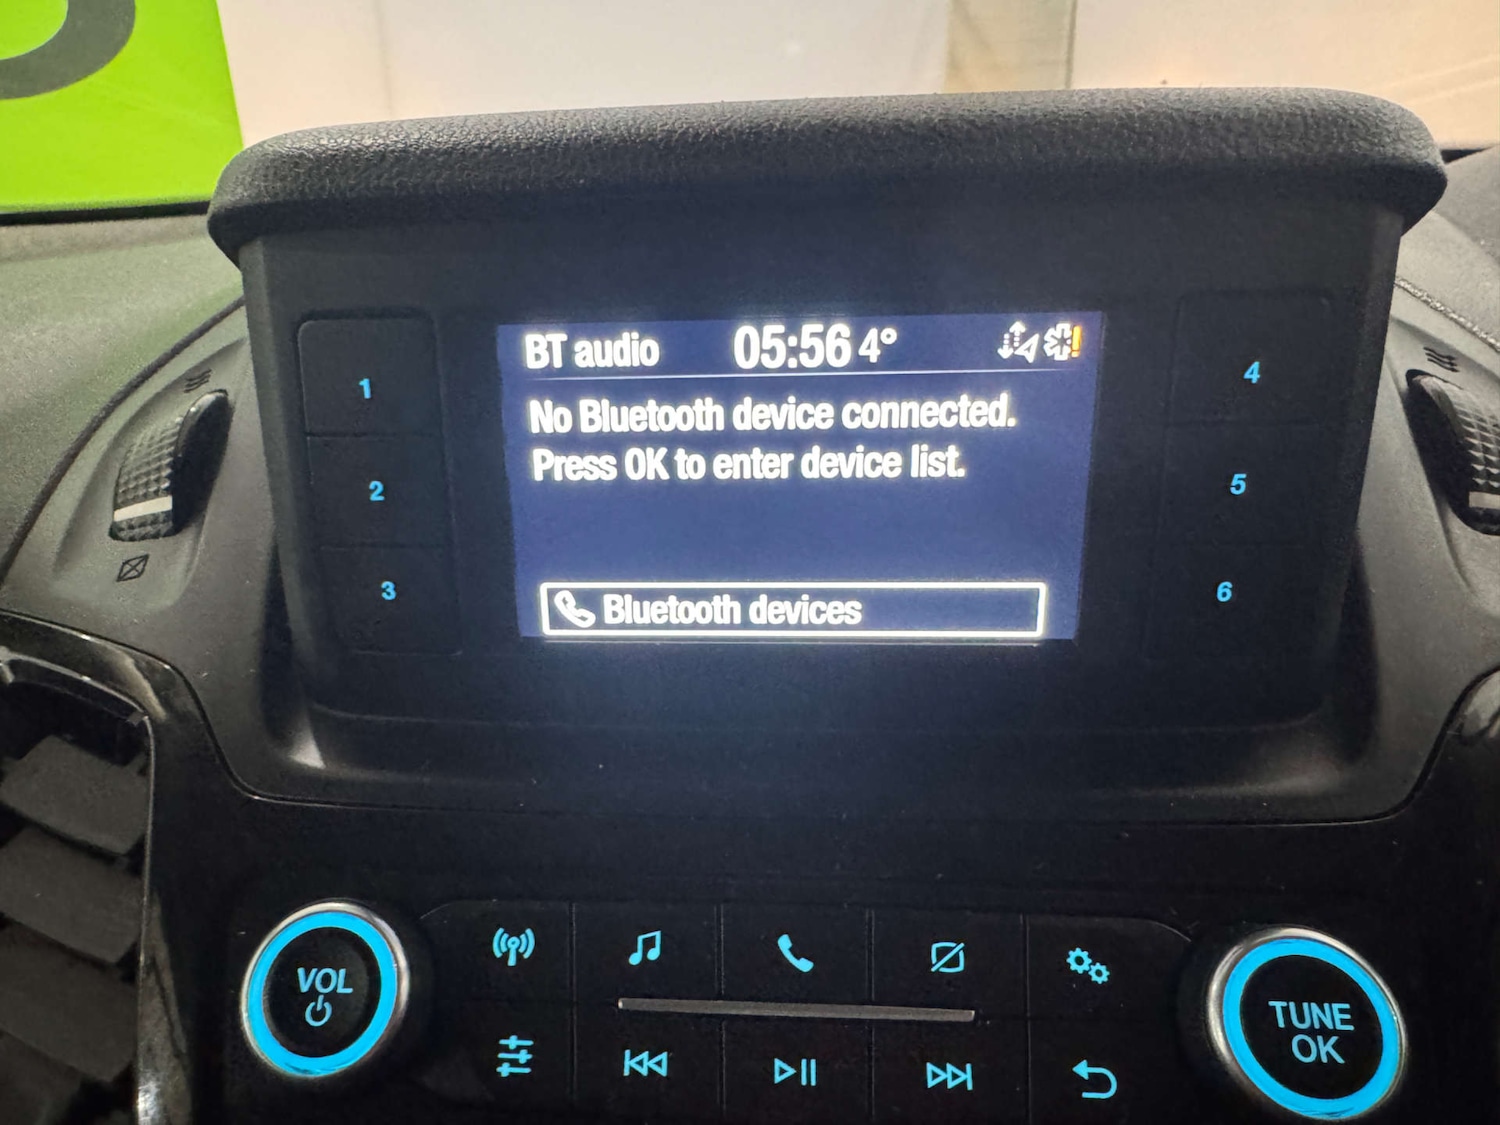 BT audio 05:56 4°
No Bluetooth device connected.
Press OK to enter device list.
Bluetooth devices
1
2
3
4
5
6
VOL
TUNE
OK